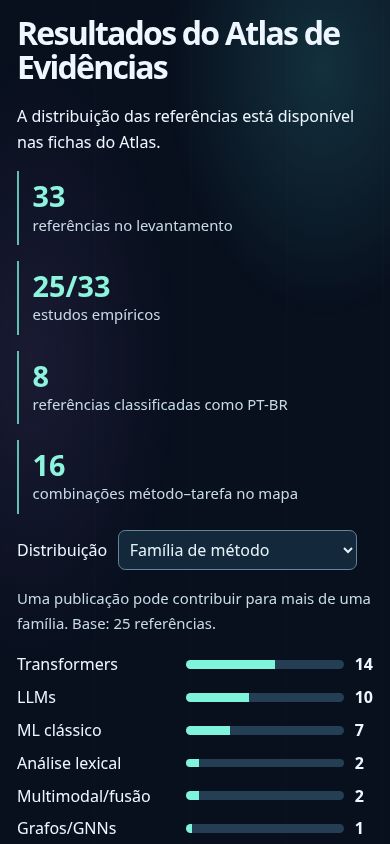 Resultados do Atlas de
Evidências
A distribuição das referências está disponível
nas fichas do Atlas.
33
referências no levantamento
25/33
estudos empíricos
8
referências classificadas como PT-BR
16
combinações método–tarefa no mapa
Distribuição Família de método
Uma publicação pode contribuir para mais de uma
família. Base: 25 referências.
Transformers 14
LLMs 10
ML clássico 7
Análise lexical 2
Multimodal/fusão 2
Grafos/GNNs 1